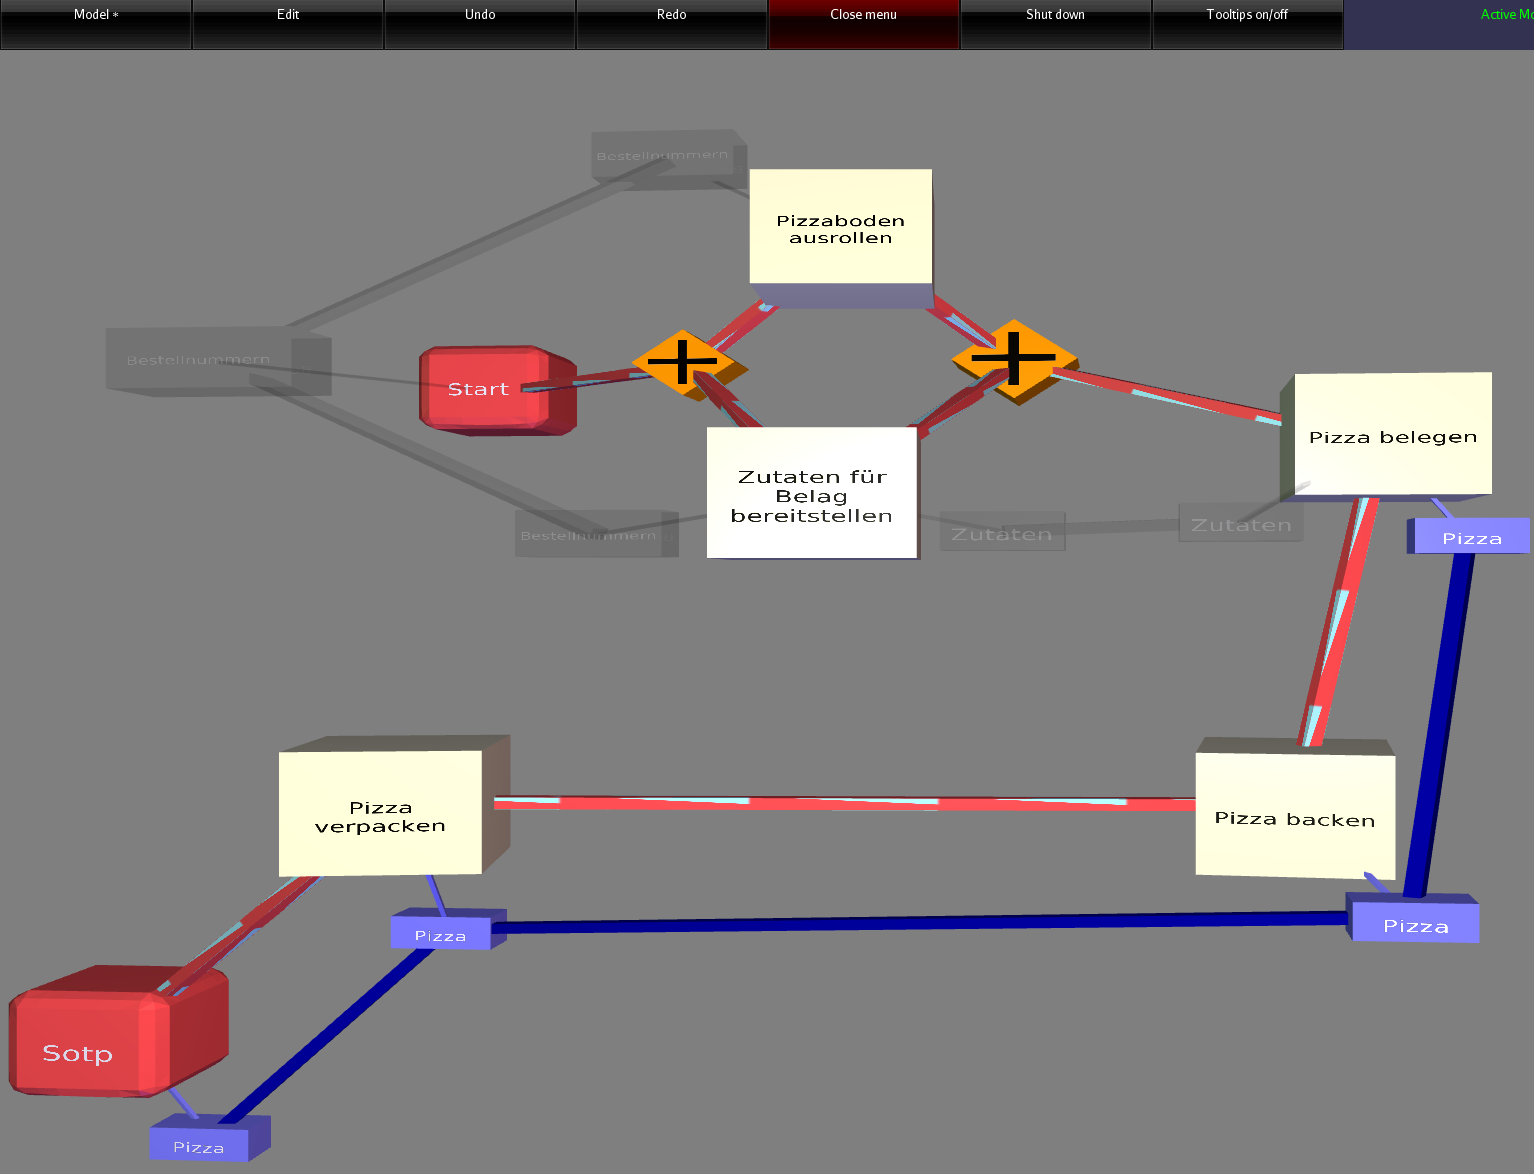 Model *
Edit
Undo
Redo
Close menu
Shut down
Tooltips on/off
Active Mo
Bestellnummern
Pizzaboden
ausrollen
Bestellnummern
Start
Pizza belegen
Zutaten für
Belag
bereitstellen
Bestellnummern
Zutaten
Zutaten
Pizza
Pizza
verpacken
Pizza backen
Pizza
Pizza
Sotp
Pizza